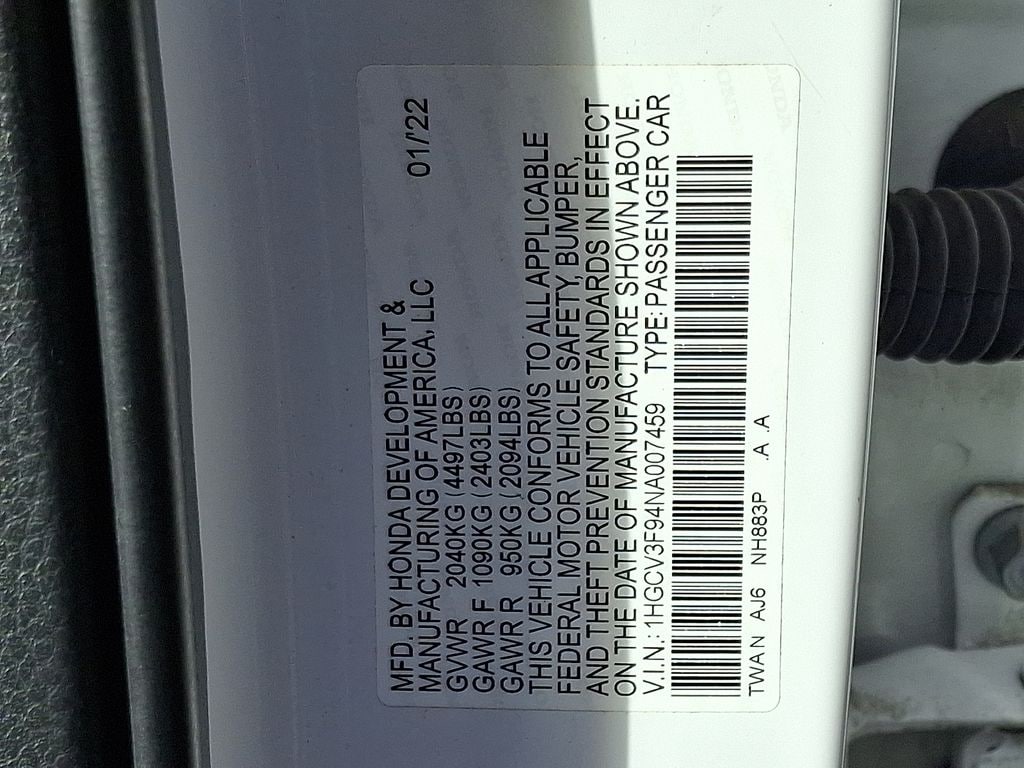 MFD. BY HONDA DEVELOPMENT &
MANUFACTURING OF AMERICA, LLC 01/'22
GVWR 2040KG (4497LBS)
GAWR F 1090KG (2403LBS)
GAWR R 950KG (2094LBS)
THIS VEHICLE CONFORMS TO ALL APPLICABLE
FEDERAL MOTOR VEHICLE SAFETY, BUMPER,
AND THEFT PREVENTION STANDARDS IN EFFECT
ON THE DATE OF MANUFACTURE SHOWN ABOVE.
V.I.N.: 1HGCV3F94NA007459 TYPE: PASSENGER CAR
TWAN AJ6 NH883P .A .A